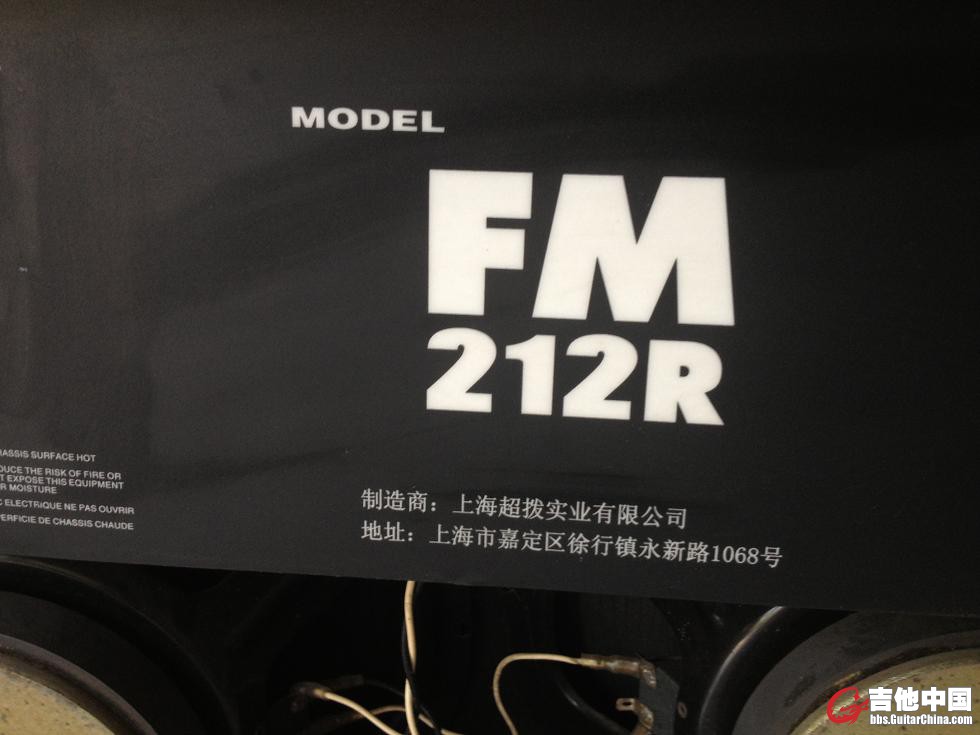 MODEL
FM
212R
HASSIS SURFACE HOT
DUCE THE RISK OF FIRE OR
T EXPOSE THIS EQUIPMENT
R MOISTURE
C ELECTRIQUE NE PAS OUVRIR
PERFICIE DE CHASSIS CHAUDE
制造商：上海超拨实业有限公司
地址：上海市嘉定区徐行镇永新路1068号
吉他中国
bbs.GuitarChina.com